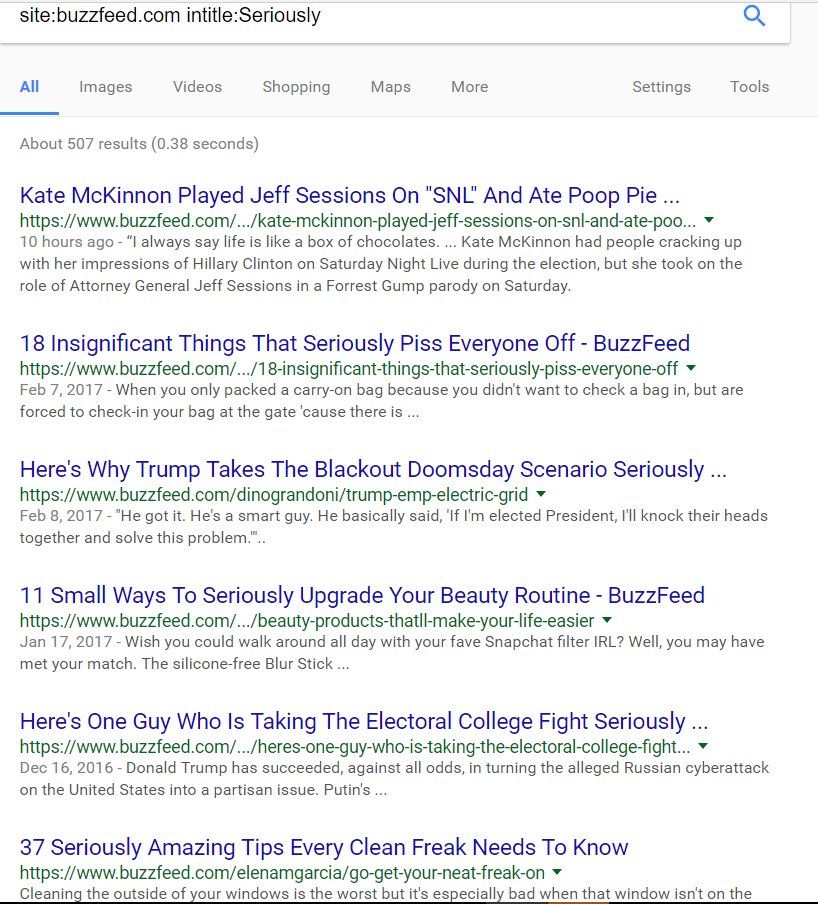 site:buzzfeed.com intitle:Seriously
All Images Videos Shopping Maps More Settings Tools
About 507 results (0.38 seconds)
Kate McKinnon Played Jeff Sessions On "SNL" And Ate Poop Pie ...
https://www.buzzfeed.com/.../kate-mckinnon-played-jeff-sessions-on-snl-and-ate-poo...
10 hours ago - “I always say life is like a box of chocolates. ... Kate McKinnon had people cracking up
with her impressions of Hillary Clinton on Saturday Night Live during the election, but she took on the
role of Attorney General Jeff Sessions in a Forrest Gump parody on Saturday.
18 Insignificant Things That Seriously Piss Everyone Off - BuzzFeed
https://www.buzzfeed.com/.../18-insignificant-things-that-seriously-piss-everyone-off
Feb 7, 2017 - When you only packed a carry-on bag because you didn't want to check a bag in, but are
forced to check-in your bag at the gate 'cause there is ...
Here's Why Trump Takes The Blackout Doomsday Scenario Seriously ...
https://www.buzzfeed.com/dinograndoni/trump-emp-electric-grid
Feb 8, 2017 - "He got it. He's a smart guy. He basically said, 'If I'm elected President, I'll knock their heads
together and solve this problem.'"..
11 Small Ways To Seriously Upgrade Your Beauty Routine - BuzzFeed
https://www.buzzfeed.com/.../beauty-products-thatll-make-your-life-easier
Jan 17, 2017 - Wish you could walk around all day with your fave Snapchat filter IRL? Well, you may have
met your match. The silicone-free Blur Stick ...
Here's One Guy Who Is Taking The Electoral College Fight Seriously ...
https://www.buzzfeed.com/.../heres-one-guy-who-is-taking-the-electoral-college-fight...
Dec 16, 2016 - Donald Trump has succeeded, against all odds, in turning the alleged Russian cyberattack
on the United States into a partisan issue. Putin's ...
37 Seriously Amazing Tips Every Clean Freak Needs To Know
https://www.buzzfeed.com/elenamgarcia/go-get-your-neat-freak-on
Cleaning the outside of your windows is the worst but it's especially bad when that window isn't on the